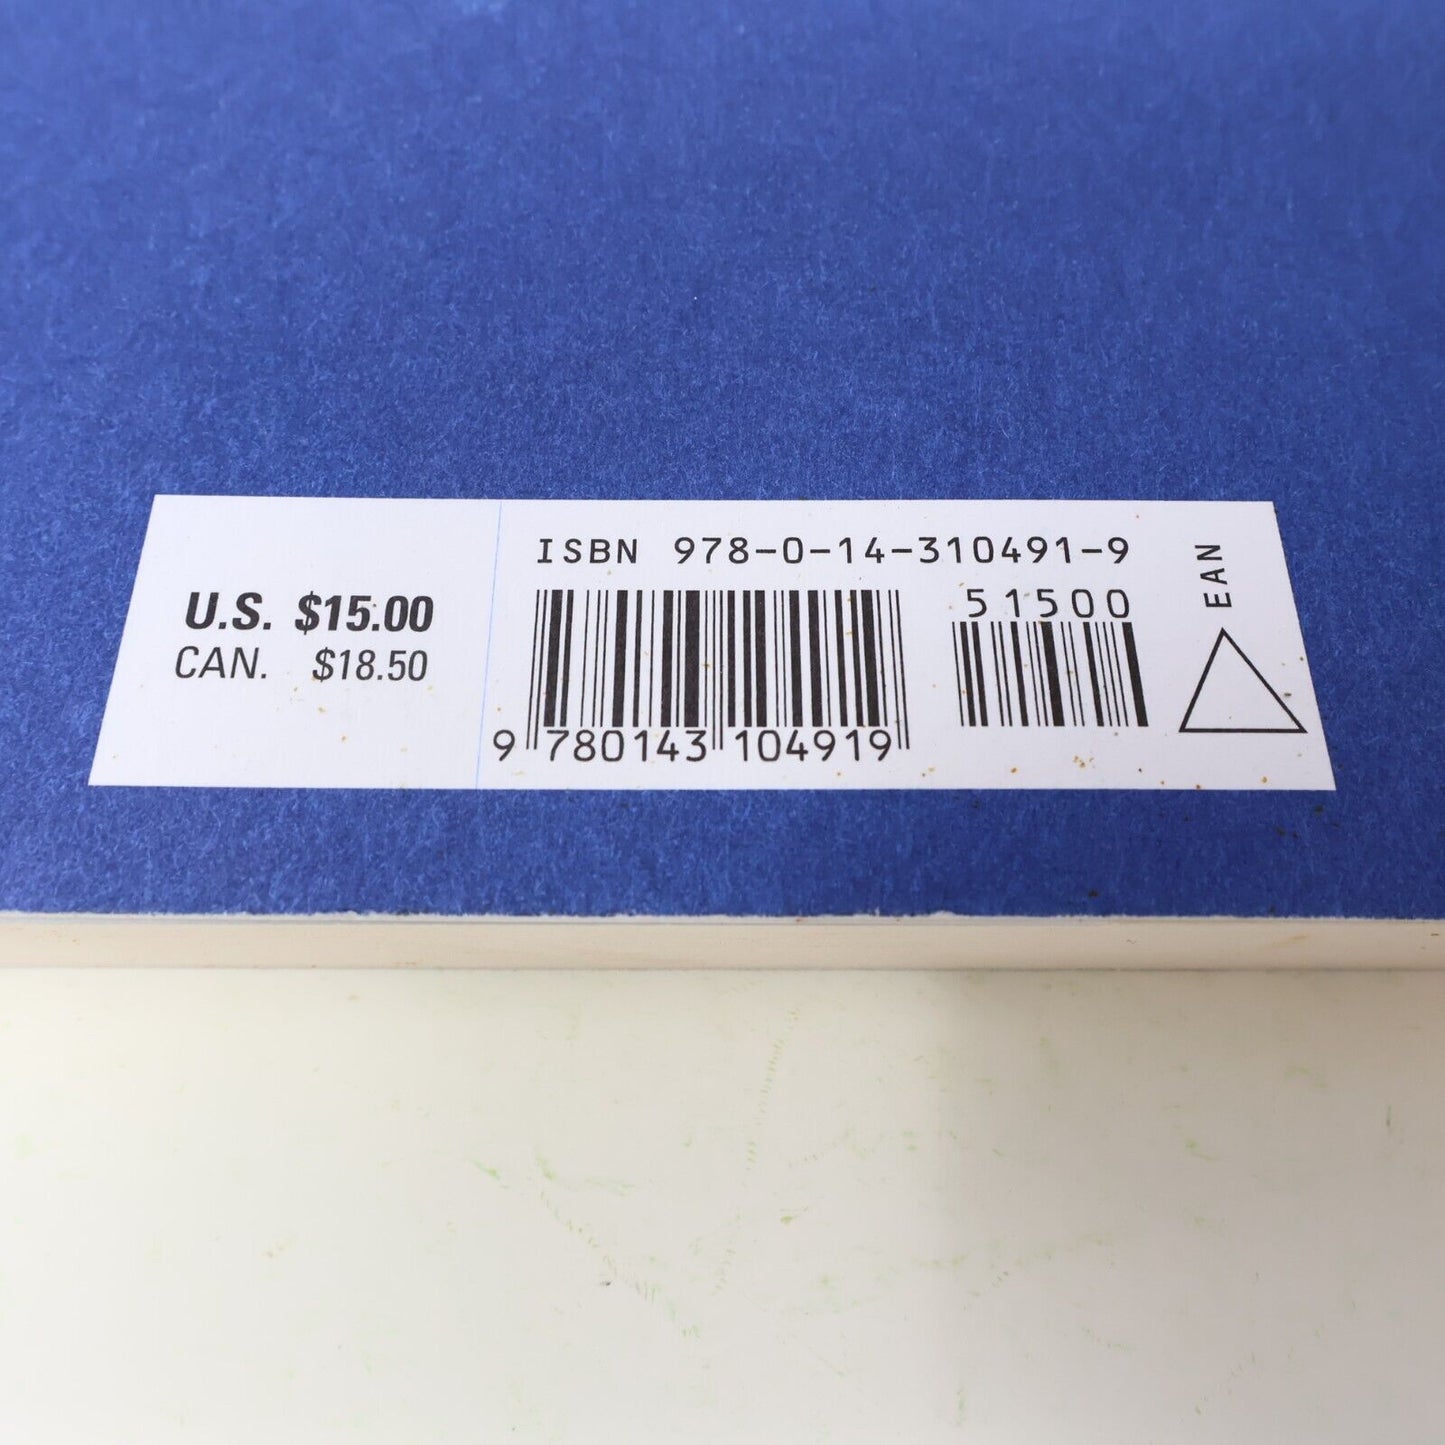 U.S. $15.00
CAN. $18.50
ISBN 978-0-14-310491-9
51500
9 780143 104919
EAN